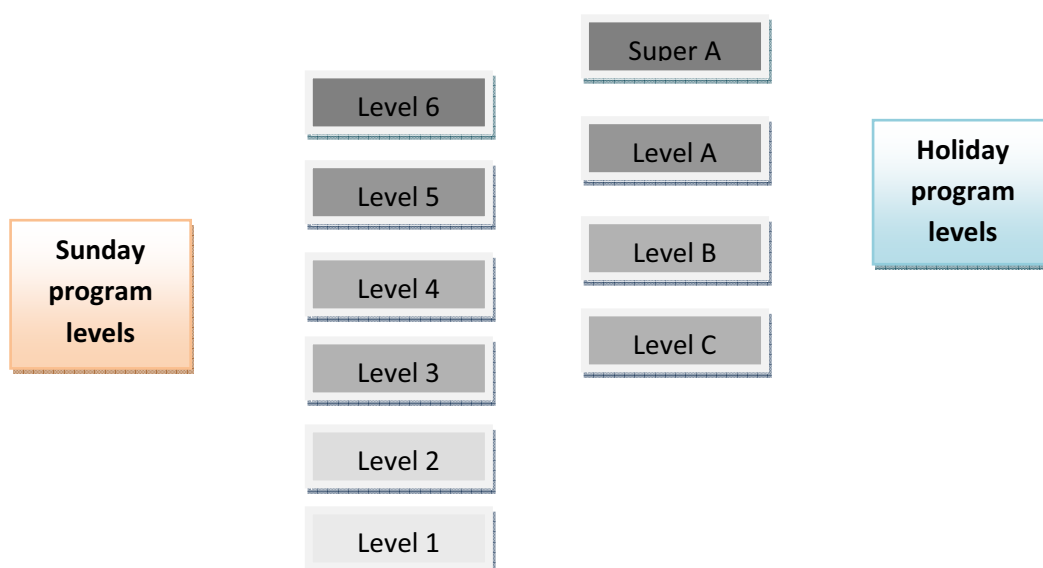 Sunday
program
levels
Level 6
Level 5
Level 4
Level 3
Level 2
Level 1
Super A
Level A
Level B
Level C
Holiday
program
levels